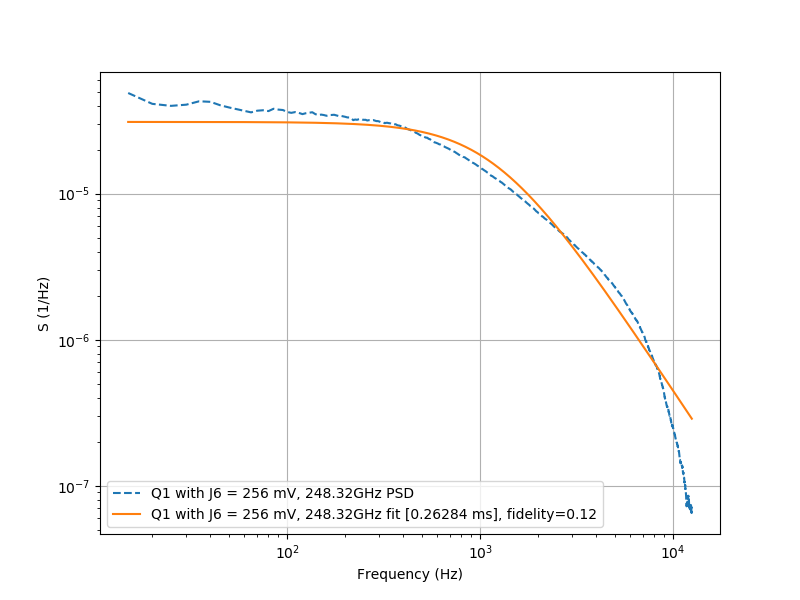 10⁻⁵
10⁻⁶
10⁻⁷
S (1/Hz)
Q1 with J6 = 256 mV, 248.32GHz PSD
Q1 with J6 = 256 mV, 248.32GHz fit [0.26284 ms], fidelity=0.12
10² 10³ 10⁴
Frequency (Hz)